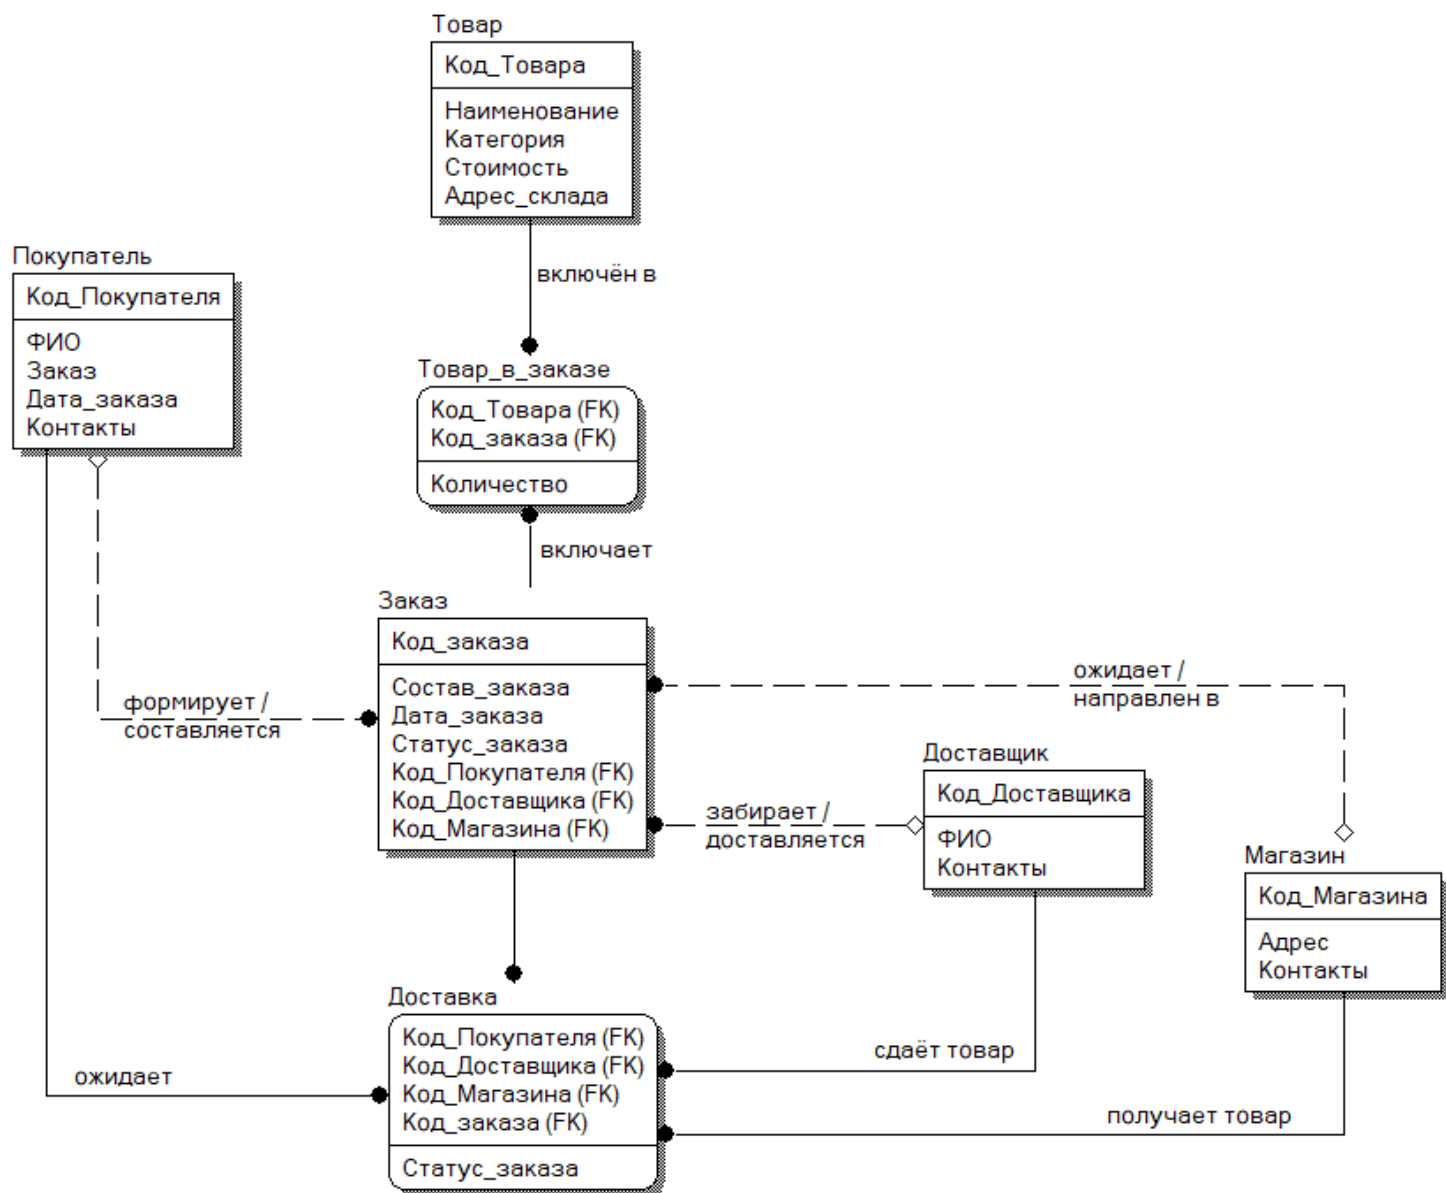 Товар
Код_Товара
Наименование
Категория
Стоимость
Адрес_склада
включён в
Покупатель
Код_Покупателя
ФИО
Заказ
Дата_заказа
Контакты
Товар_в_заказе
Код_Товара (FK)
Код_заказа (FK)
Количество
включает
Заказ
Код_заказа
Состав_заказа
Дата_заказа
Статус_заказа
Код_Покупателя (FK)
Код_Доставщика (FK)
Код_Магазина (FK)
формирует /
составляется
ожидает /
направлен в
забирает /
доставляется
Доставщик
Код_Доставщика
ФИО
Контакты
Магазин
Код_Магазина
Адрес
Контакты
Доставка
Код_Покупателя (FK)
Код_Доставщика (FK)
Код_Магазина (FK)
Код_заказа (FK)
Статус_заказа
ожидает
сдаёт товар
получает товар